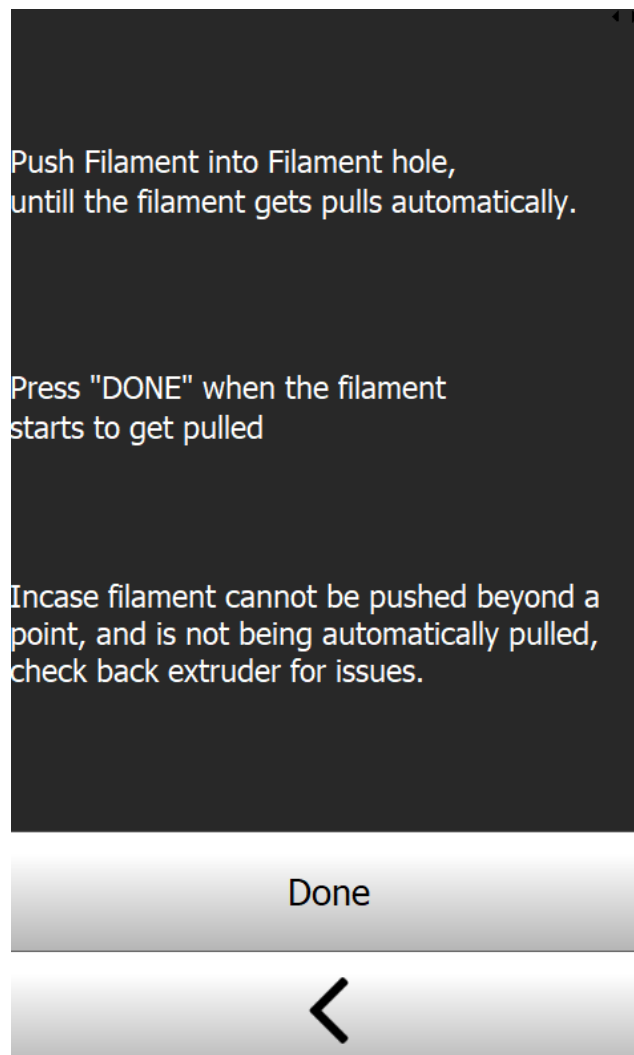 Push Filament into Filament hole,
untill the filament gets pulls automatically.
Press "DONE" when the filament
starts to get pulled
Incase filament cannot be pushed beyond a
point, and is not being automatically pulled,
check back extruder for issues.
Done